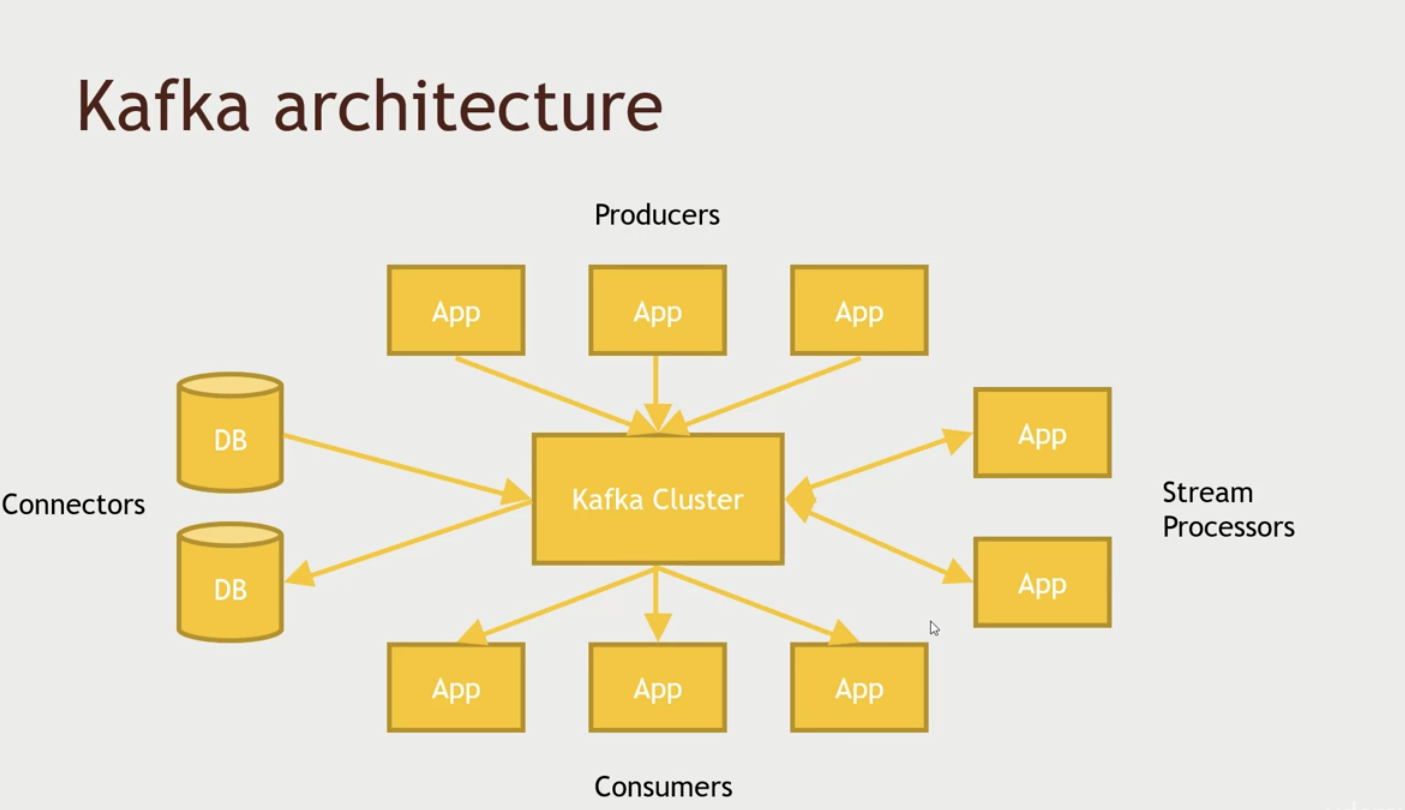 Kafka architecture
Producers
App
App
App
DB
App
Connectors
Kafka Cluster
Stream
Processors
DB
App
App
App
App
Consumers